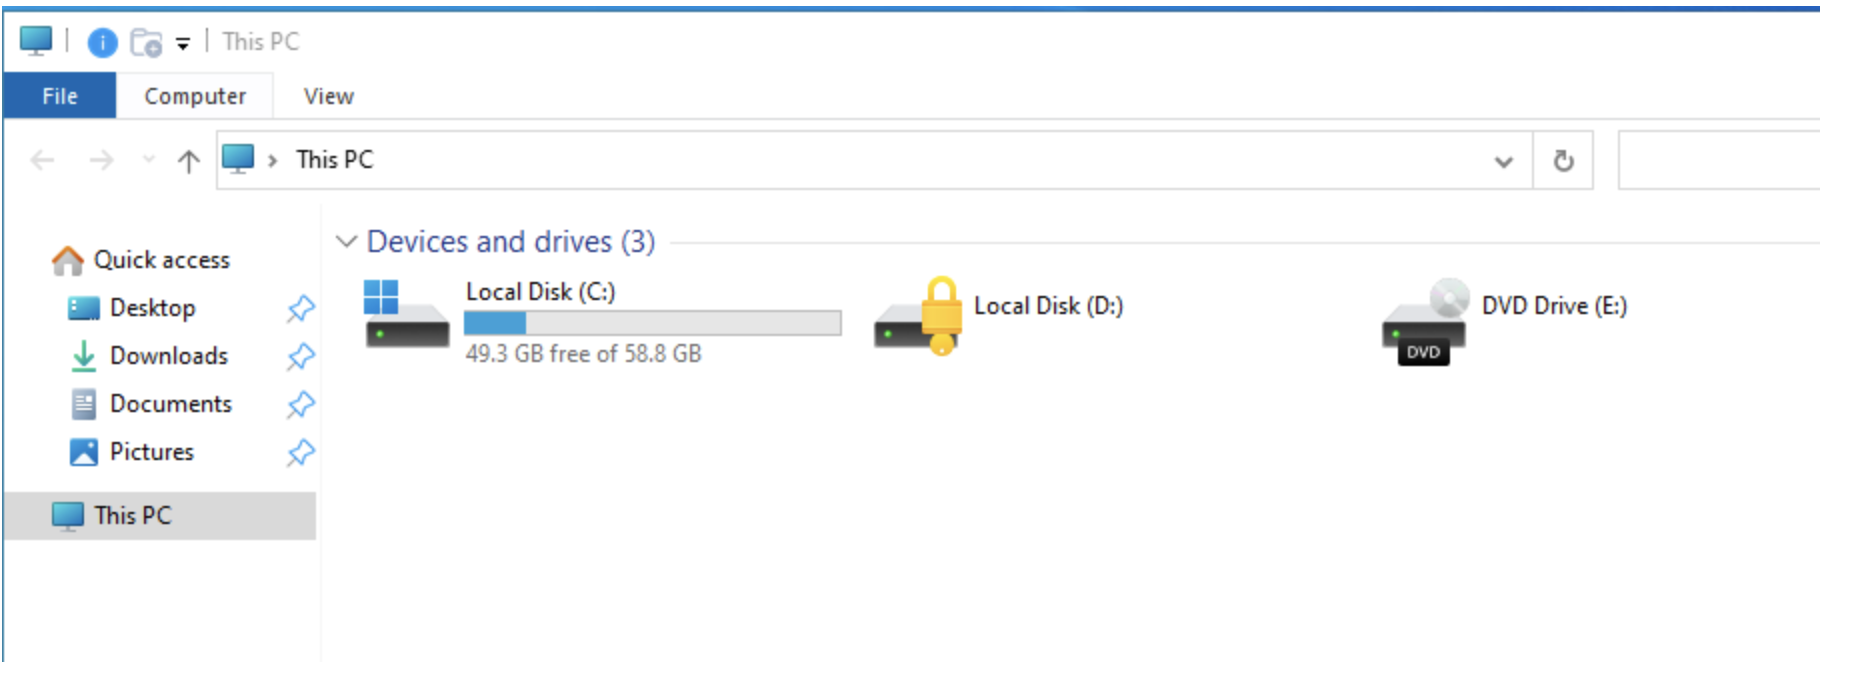 This PC
File Computer View
This PC
Quick access
Desktop
Downloads
Documents
Pictures
This PC
Devices and drives (3)
Local Disk (C:)
49.3 GB free of 58.8 GB
Local Disk (D:)
DVD Drive (E:)
DVD